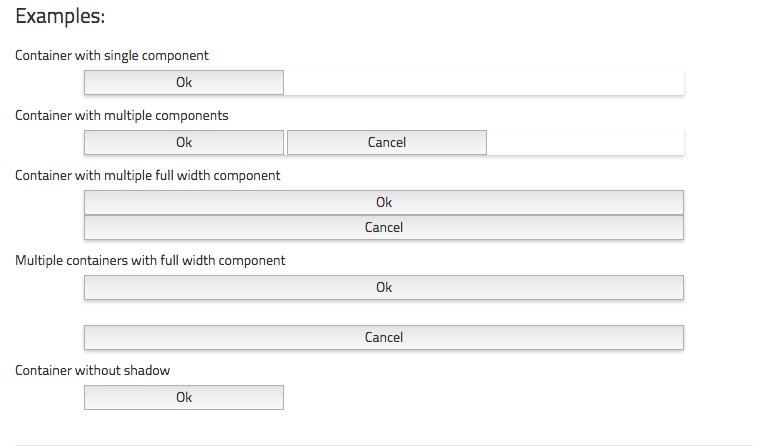 Examples:
Container with single component
Ok
Container with multiple components
Ok Cancel
Container with multiple full width component
Ok
Cancel
Multiple containers with full width component
Ok
Cancel
Container without shadow
Ok